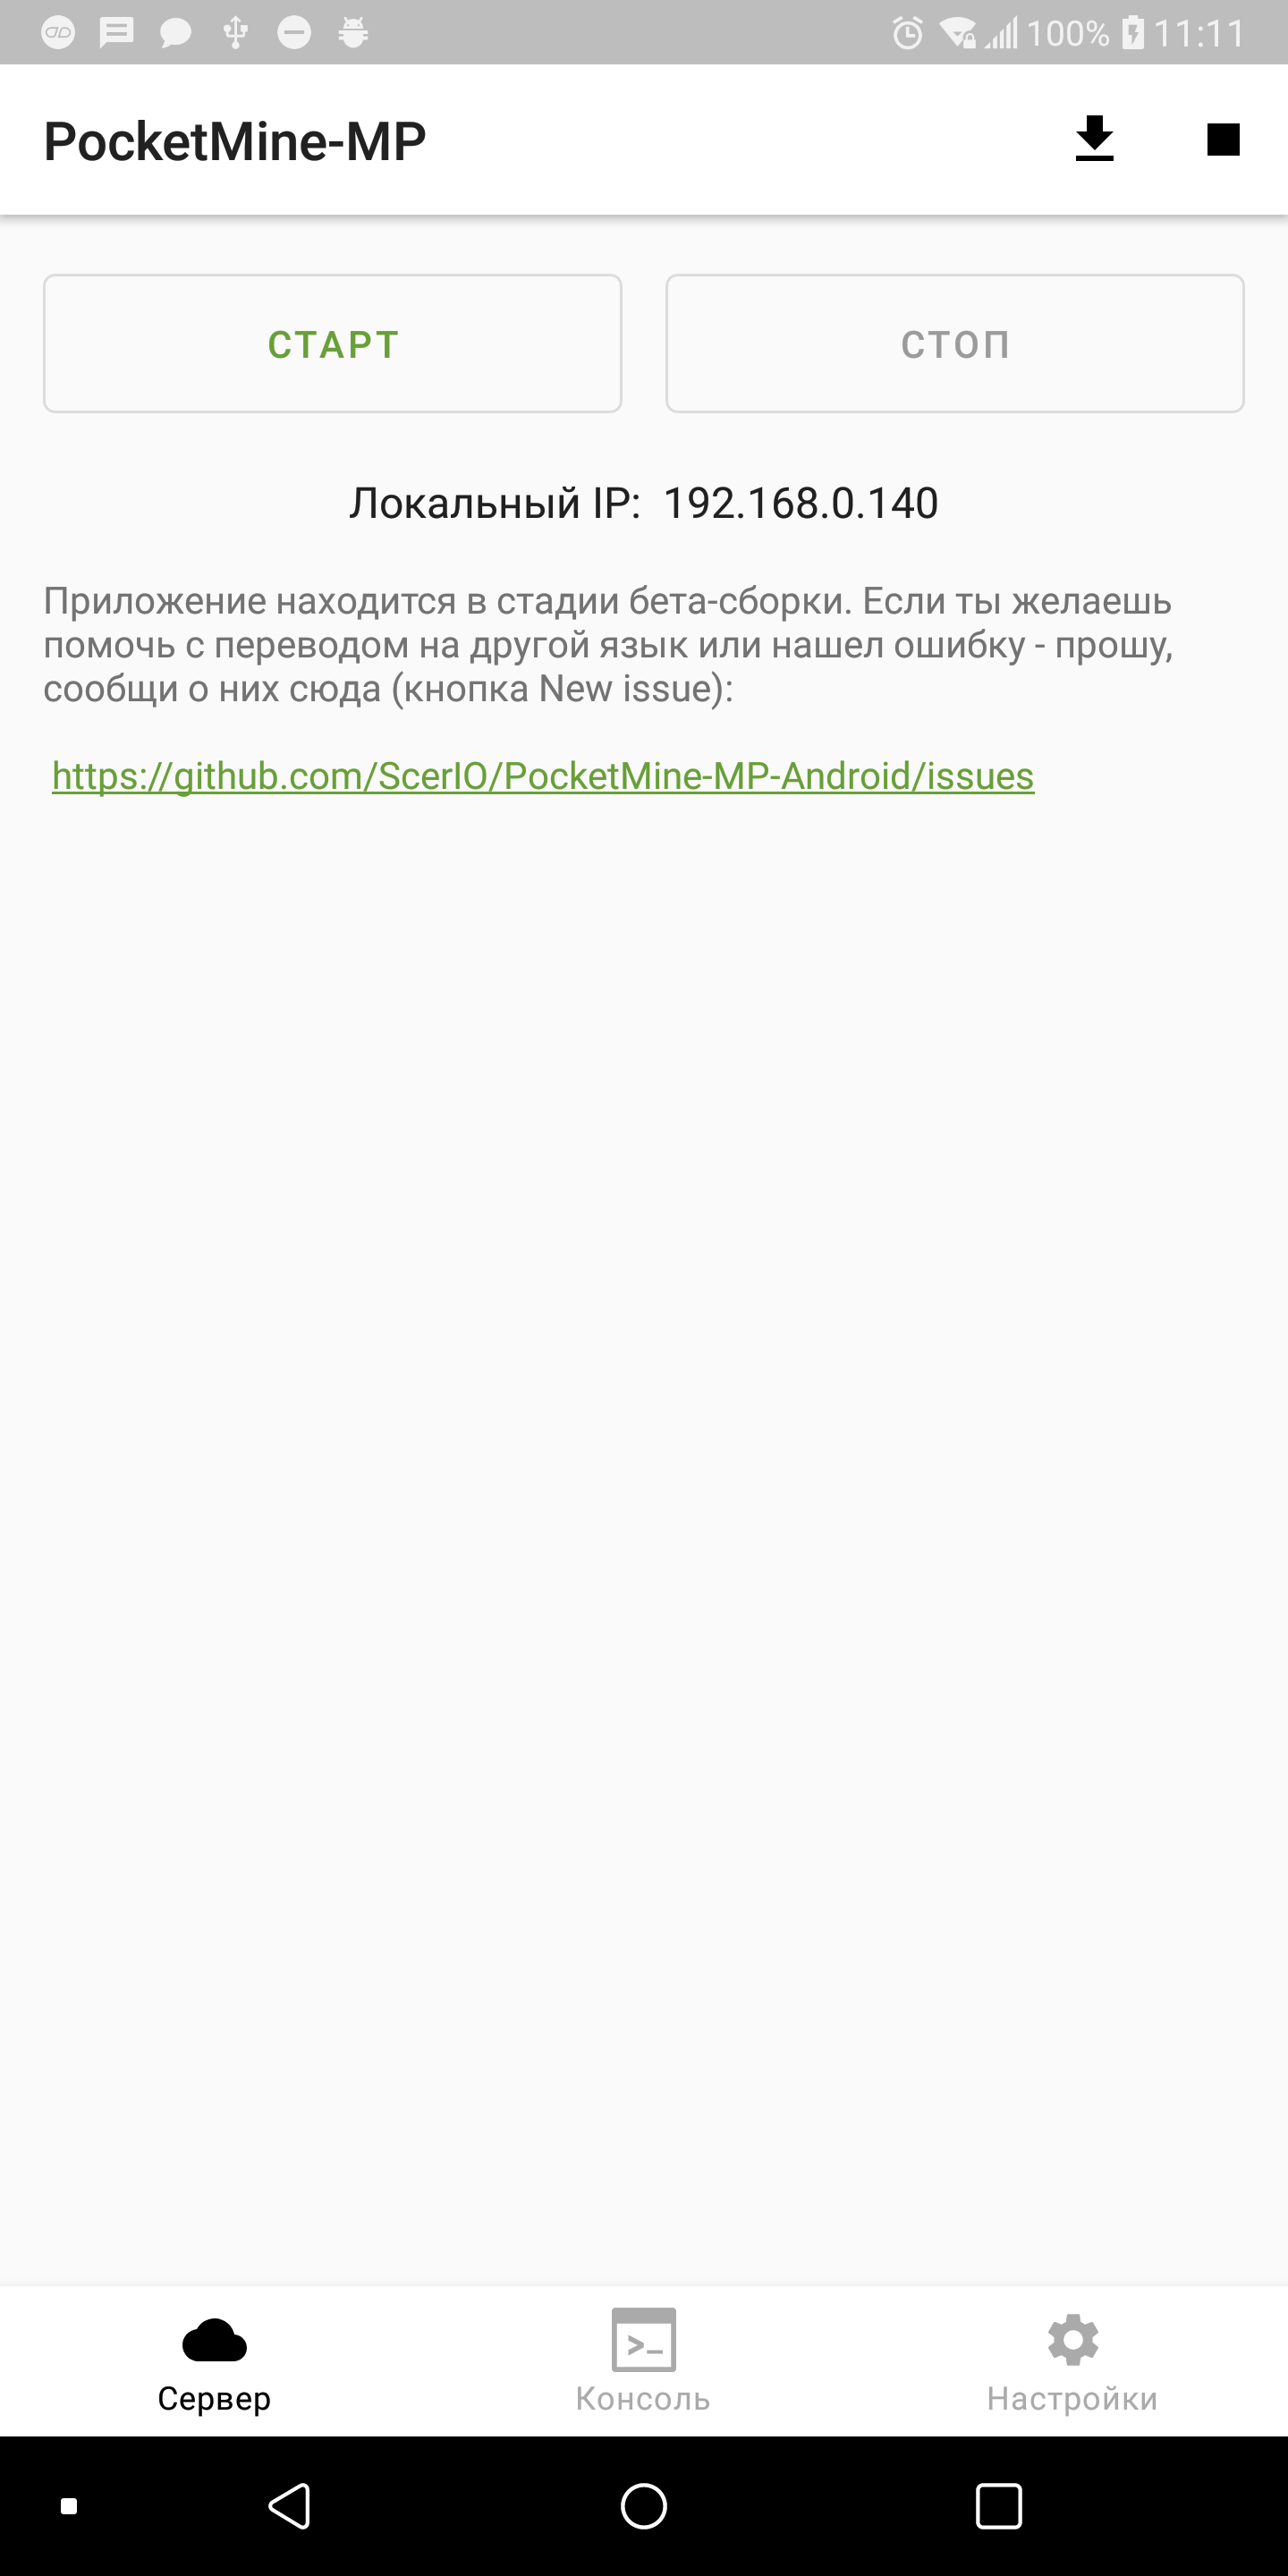 100% 11:11
PocketMine-MP
СТАРТ СТОП
Локальный IP: 192.168.0.140
Приложение находится в стадии бета-сборки. Если ты желаешь
помочь с переводом на другой язык или нашел ошибку - прошу,
сообщи о них сюда (кнопка New issue):
https://github.com/ScerIO/PocketMine-MP-Android/issues
Сервер Консоль Настройки